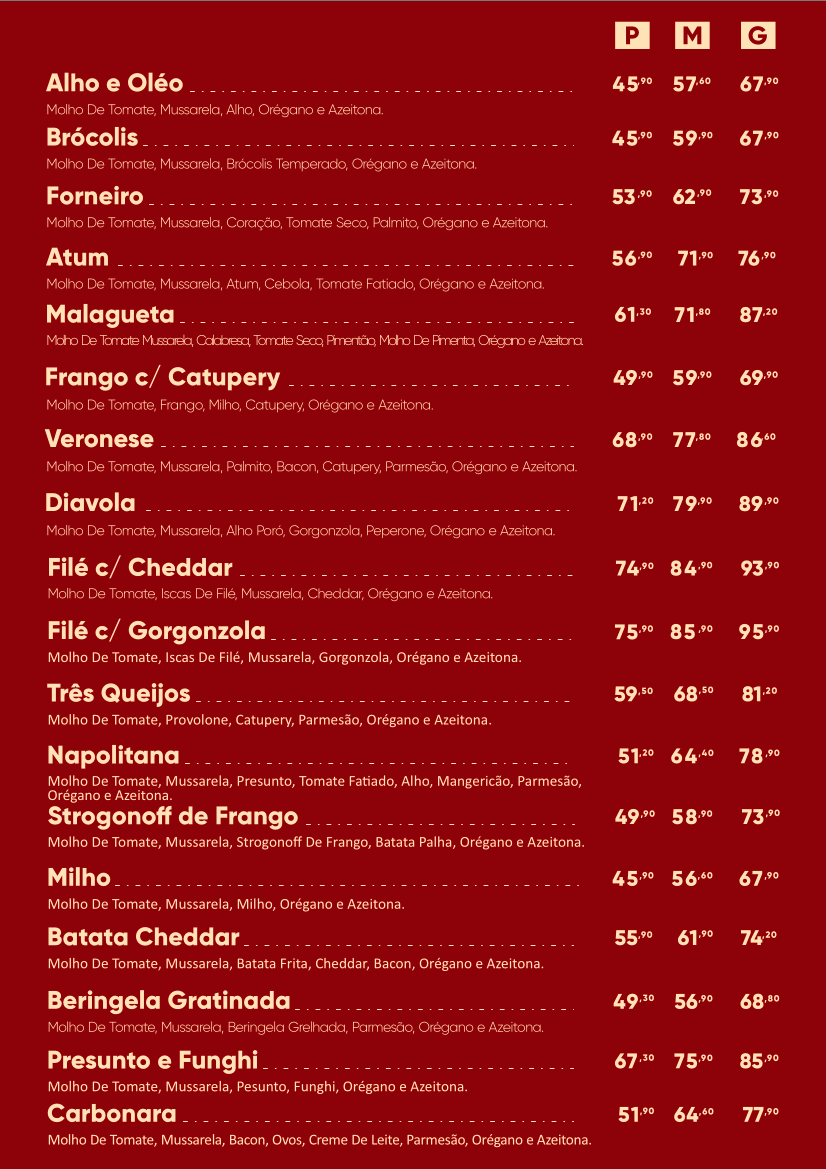 P M G
Alho e Oléo 45,90 57,60 67,90
Molho De Tomate, Mussarela, Alho, Orégano e Azeitona.
Brócolis 45,90 59,90 67,90
Molho De Tomate, Mussarela, Brócolis Temperado, Orégano e Azeitona.
Forneiro 53,90 62,90 73,90
Molho De Tomate, Mussarela, Coração, Tomate Seco, Palmito, Orégano e Azeitona.
Atum 56,90 71,90 76,90
Molho De Tomate, Mussarela, Atum, Cebola, Tomate Fatiado, Orégano e Azeitona.
Malagueta 61,30 71,80 87,20
Molho De Tomate Mussarela, Calabresa, Tomate Seco, Pimentão, Molho De Pimenta, Orégano e Azeitona.
Frango c/ Catupery 49,90 59,90 69,90
Molho De Tomate, Frango, Milho, Catupery, Orégano e Azeitona.
Veronese 68,90 77,80 86 60
Molho De Tomate, Mussarela, Palmito, Bacon, Catupery, Parmesão, Orégano e Azeitona.
Diavola 71,20 79,90 89,90
Molho De Tomate, Mussarela, Alho Poró, Gorgonzola, Peperone, Orégano e Azeitona.
Filé c/ Cheddar 74,90 84,90 93,90
Molho De Tomate, Iscas De Filé, Mussarela, Cheddar, Orégano e Azeitona.
Filé c/ Gorgonzola 75,90 85,90 95,90
Molho De Tomate, Iscas De Filé, Mussarela, Gorgonzola, Orégano e Azeitona.
Três Queijos 59,50 68,50 81,20
Molho De Tomate, Provolone, Catupery, Parmesão, Orégano e Azeitona.
Napolitana 51,20 64,40 78,90
Molho De Tomate, Mussarela, Presunto, Tomate Fatiado, Alho, Mangericão, Parmesão,
Orégano e Azeitona.
Strogonoff de Frango 49,90 58,90 73,90
Molho De Tomate, Mussarela, Strogonoff De Frango, Batata Palha, Orégano e Azeitona.
Milho 45,90 56,60 67,90
Molho De Tomate, Mussarela, Milho, Orégano e Azeitona.
Batata Cheddar 55,90 61,90 74,20
Molho De Tomate, Mussarela, Batata Frita, Cheddar, Bacon, Orégano e Azeitona.
Beringela Gratinada 49,30 56,90 68,80
Molho De Tomate, Mussarela, Beringela Grelhada, Parmesão, Orégano e Azeitona.
Presunto e Funghi 67,30 75,90 85,90
Molho De Tomate, Mussarela, Pesunto, Funghi, Orégano e Azeitona.
Carbonara 51,90 64,60 77,90
Molho De Tomate, Mussarela, Bacon, Ovos, Creme De Leite, Parmesão, Orégano e Azeitona.